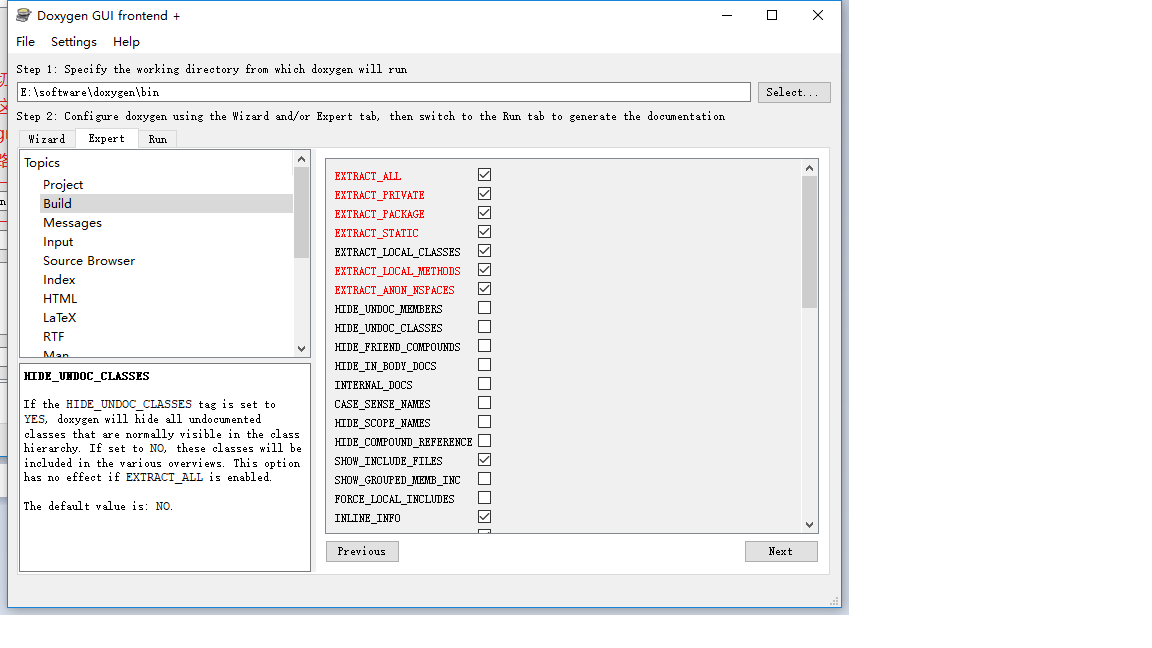 Doxygen GUI frontend +
File Settings Help
Step 1: Specify the working directory from which doxygen will run
E:\software\doxygen\bin
Select...
Step 2: Configure doxygen using the Wizard and/or Expert tab, then switch to the Run tab to generate the documentation
Wizard Expert Run
Topics
Project
Build
Messages
Input
Source Browser
Index
HTML
LaTeX
RTF
Man
HIDE_UNDOC_CLASSES
If the HIDE_UNDOC_CLASSES tag is set to
YES, doxygen will hide all undocumented
classes that are normally visible in the class
hierarchy. If set to NO, these classes will be
included in the various overviews. This option
has no effect if EXTRACT_ALL is enabled.
The default value is: NO.
EXTRACT_ALL
EXTRACT_PRIVATE
EXTRACT_PACKAGE
EXTRACT_STATIC
EXTRACT_LOCAL_CLASSES
EXTRACT_LOCAL_METHODS
EXTRACT_ANON_NSPACES
HIDE_UNDOC_MEMBERS
HIDE_UNDOC_CLASSES
HIDE_FRIEND_COMPOUNDS
HIDE_IN_BODY_DOCS
INTERNAL_DOCS
CASE_SENSE_NAMES
HIDE_SCOPE_NAMES
HIDE_COMPOUND_REFERENCE
SHOW_INCLUDE_FILES
SHOW_GROUPED_MEMB_INC
FORCE_LOCAL_INCLUDES
INLINE_INFO
Previous
Next